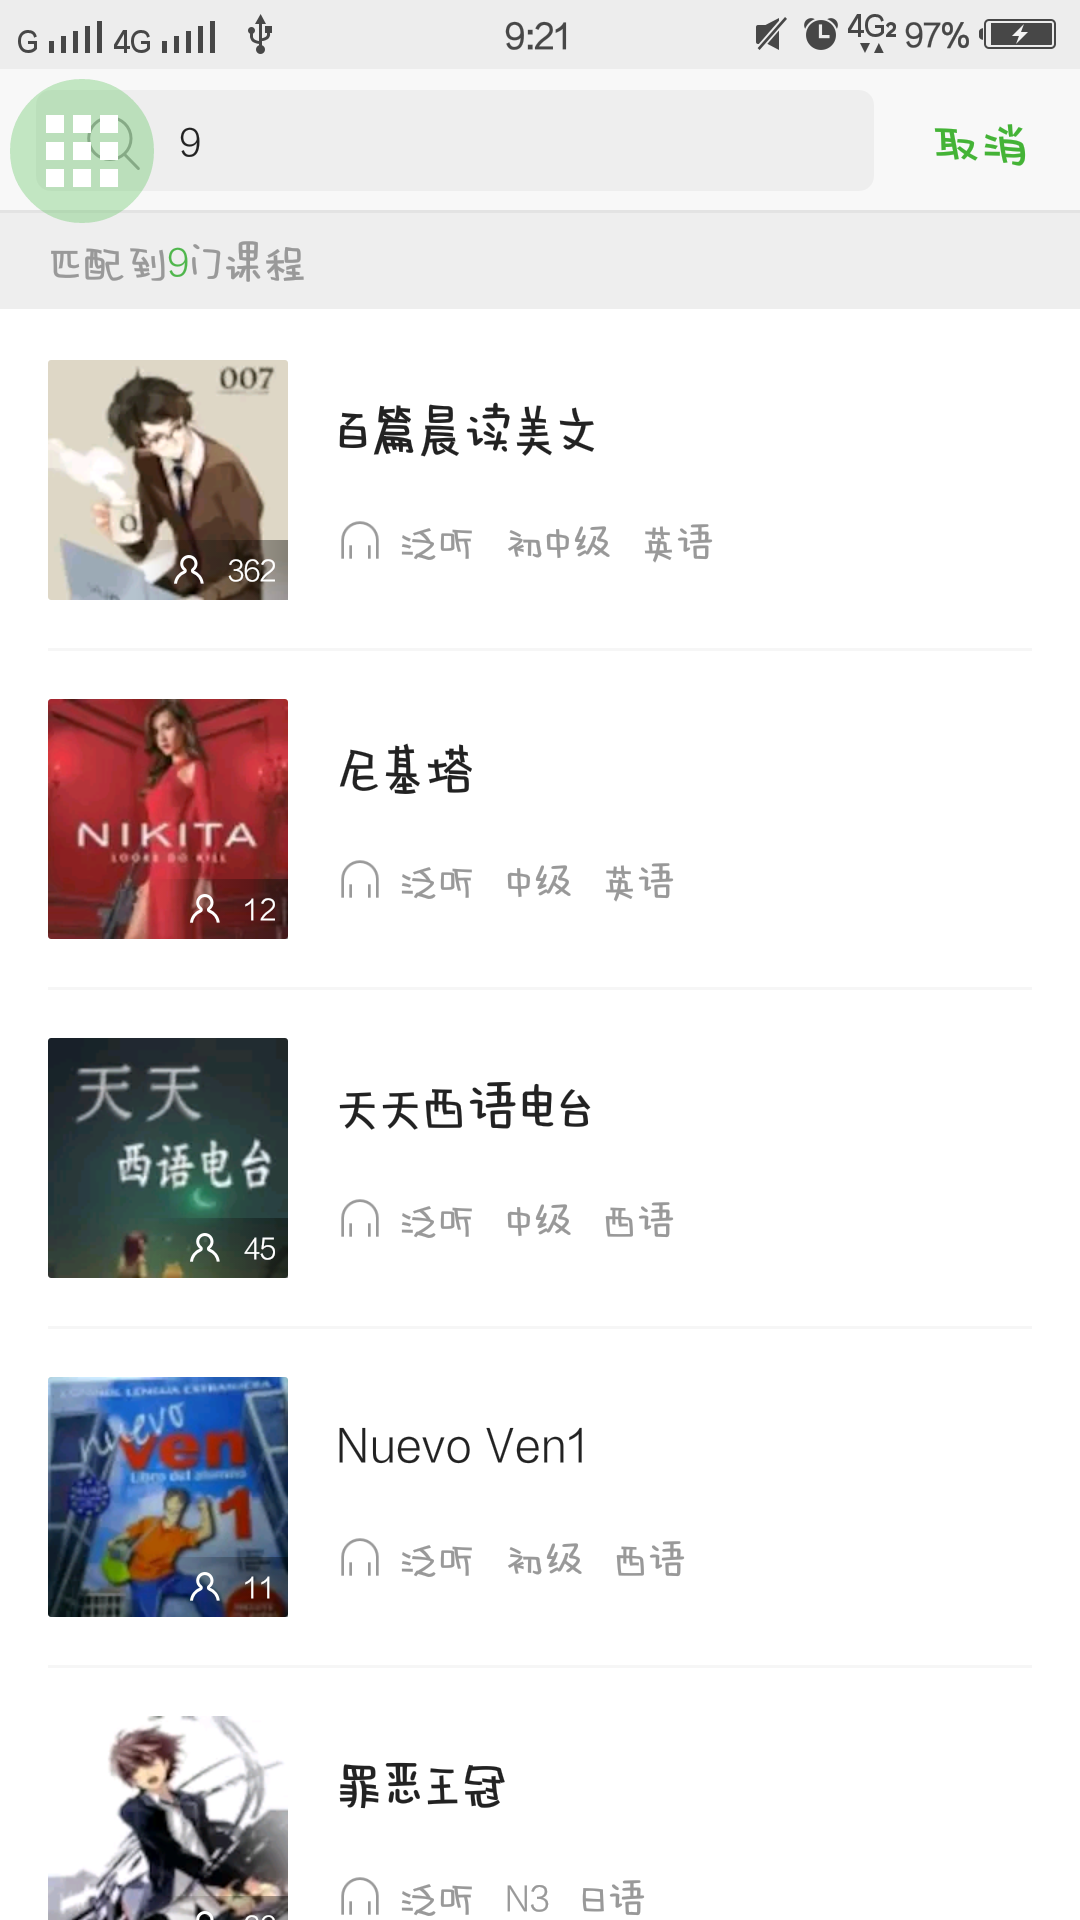 G 4G 9:21 4G2 97%
9 取消
匹配到9门课程
007
362
百篇晨读美文
泛听 初中级 英语
NIKITA
LOOKS DO KILL
12
尼基塔
泛听 中级 英语
天天
西语电台
45
天天西语电台
泛听 中级 西语
nuevo
ven
Libro del alumno
1
11
Nuevo Ven1
泛听 初级 西语
罪恶王冠
泛听 N3 日语